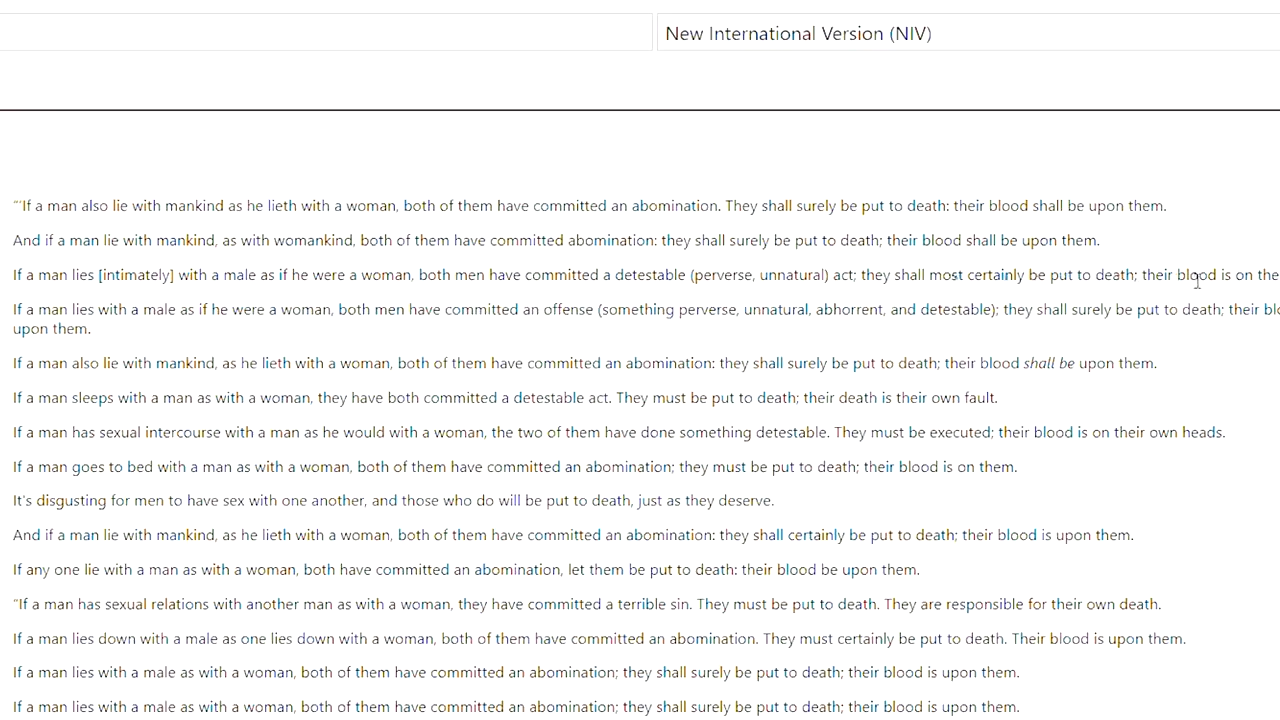 New International Version (NIV)
“‘If a man also lie with mankind as he lieth with a woman, both of them have committed an abomination. They shall surely be put to death: their blood shall be upon them.
And if a man lie with mankind, as with womankind, both of them have committed abomination: they shall surely be put to death; their blood shall be upon them.
If a man lies [intimately] with a male as if he were a woman, both men have committed a detestable (perverse, unnatural) act; they shall most certainly be put to death; their blood is on
If a man lies with a male as if he were a woman, both men have committed an offense (something perverse, unnatural, abhorrent, and detestable); they shall surely be put to death; their
upon them.
If a man also lie with mankind, as he lieth with a woman, both of them have committed an abomination: they shall surely be put to death; their blood shall be upon them.
If a man sleeps with a man as with a woman, they have both committed a detestable act. They must be put to death; their death is their own fault.
If a man has sexual intercourse with a man as he would with a woman, the two of them have done something detestable. They must be executed; their blood is on their own heads.
If a man goes to bed with a man as with a woman, both of them have committed an abomination; they must be put to death; their blood is on them.
It's disgusting for men to have sex with one another, and those who do will be put to death, just as they deserve.
And if a man lie with mankind, as he lieth with a woman, both of them have committed an abomination: they shall certainly be put to death; their blood is upon them.
If any one lie with a man as with a woman, both have committed an abomination, let them be put to death: their blood be upon them.
“If a man has sexual relations with another man as with a woman, they have committed a terrible sin. They must be put to death. They are responsible for their own death.
If a man lies down with a male as one lies down with a woman, both of them have committed an abomination. They must certainly be put to death. Their blood is upon them.
If a man lies with a male as with a woman, both of them have committed an abomination; they shall surely be put to death; their blood is upon them.
If a man lies with a male as with a woman, both of them have committed an abomination; they shall surely be put to death; their blood is upon them.